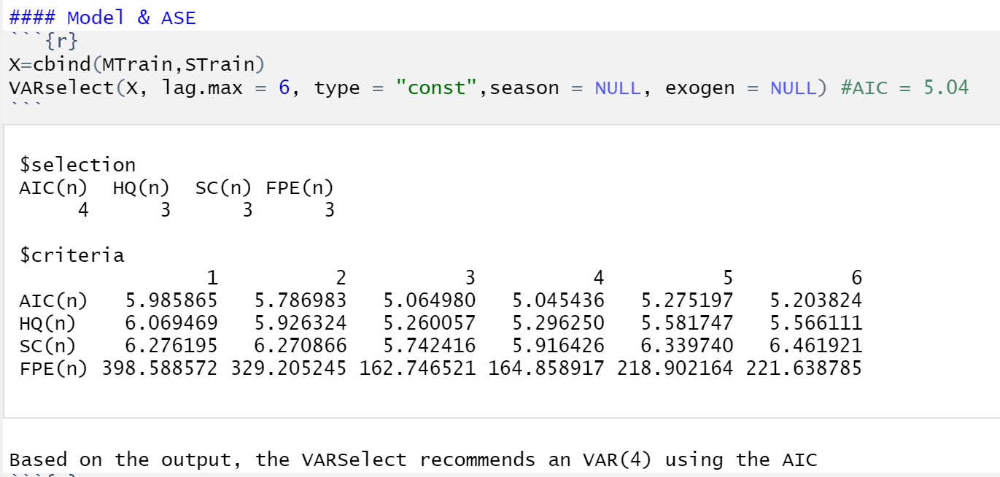 #### Model & ASE
```{r}
X=cbind(MTrain,STrain)
VARselect(X, lag.max = 6, type = "const",season = NULL, exogen = NULL) #AIC = 5.04
```
$selection
AIC(n) HQ(n) SC(n) FPE(n)
4 3 3 3
$criteria
1 2 3 4 5 6
AIC(n) 5.985865 5.786983 5.064980 5.045436 5.275197 5.203824
HQ(n) 6.069469 5.926324 5.260057 5.296250 5.581747 5.566111
SC(n) 6.276195 6.270866 5.742416 5.916426 6.339740 6.461921
FPE(n) 398.588572 329.205245 162.746521 164.858917 218.902164 221.638785
Based on the output, the VARSelect recommends an VAR(4) using the AIC